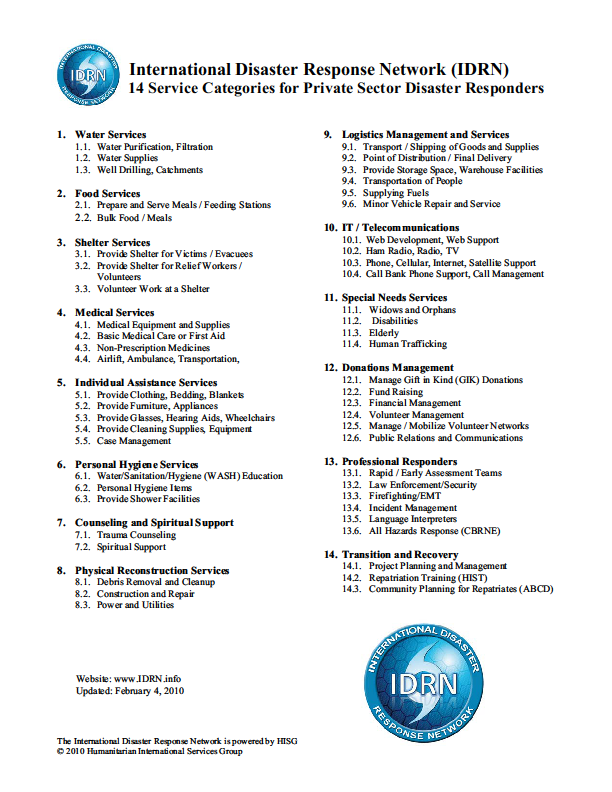 INTERNATIONAL DISASTER
IDRN
RESPONSE NETWORK
International Disaster Response Network (IDRN)
14 Service Categories for Private Sector Disaster Responders
1. Water Services
1.1. Water Purification, Filtration
1.2. Water Supplies
1.3. Well Drilling, Catchments
2. Food Services
2.1. Prepare and Serve Meals / Feeding Stations
2.2. Bulk Food / Meals
3. Shelter Services
3.1. Provide Shelter for Victims / Evacuees
3.2. Provide Shelter for Relief Workers /
Volunteers
3.3. Volunteer Work at a Shelter
4. Medical Services
4.1. Medical Equipment and Supplies
4.2. Basic Medical Care or First Aid
4.3. Non-Prescription Medicines
4.4. Airlift, Ambulance, Transportation,
5. Individual Assistance Services
5.1. Provide Clothing, Bedding, Blankets
5.2. Provide Furniture, Appliances
5.3. Provide Glasses, Hearing Aids, Wheelchairs
5.4. Provide Cleaning Supplies, Equipment
5.5. Case Management
6. Personal Hygiene Services
6.1. Water/Sanitation/Hygiene (WASH) Education
6.2. Personal Hygiene Items
6.3. Provide Shower Facilities
7. Counseling and Spiritual Support
7.1. Trauma Counseling
7.2. Spiritual Support
8. Physical Reconstruction Services
8.1. Debris Removal and Cleanup
8.2. Construction and Repair
8.3. Power and Utilities
9. Logistics Management and Services
9.1. Transport / Shipping of Goods and Supplies
9.2. Point of Distribution / Final Delivery
9.3. Provide Storage Space, Warehouse Facilities
9.4. Transportation of People
9.5. Supplying Fuels
9.6. Minor Vehicle Repair and Service
10. IT / Telecommunications
10.1. Web Development, Web Support
10.2. Ham Radio, Radio, TV
10.3. Phone, Cellular, Internet, Satellite Support
10.4. Call Bank Phone Support, Call Management
11. Special Needs Services
11.1. Widows and Orphans
11.2. Disabilities
11.3. Elderly
11.4. Human Trafficking
12. Donations Management
12.1. Manage Gift in Kind (GIK) Donations
12.2. Fund Raising
12.3. Financial Management
12.4. Volunteer Management
12.5. Manage / Mobilize Volunteer Networks
12.6. Public Relations and Communications
13. Professional Responders
13.1. Rapid / Early Assessment Teams
13.2. Law Enforcement/Security
13.3. Firefighting/EMT
13.4. Incident Management
13.5. Language Interpreters
13.6. All Hazards Response (CBRNE)
14. Transition and Recovery
14.1. Project Planning and Management
14.2. Repatriation Training (HIST)
14.3. Community Planning for Repatriates (ABCD)
INTERNATIONAL DISASTER
IDRN
RESPONSE NETWORK
Website: www.IDRN.info
Updated: February 4, 2010
The International Disaster Response Network is powered by HISG
© 2010 Humanitarian International Services Group